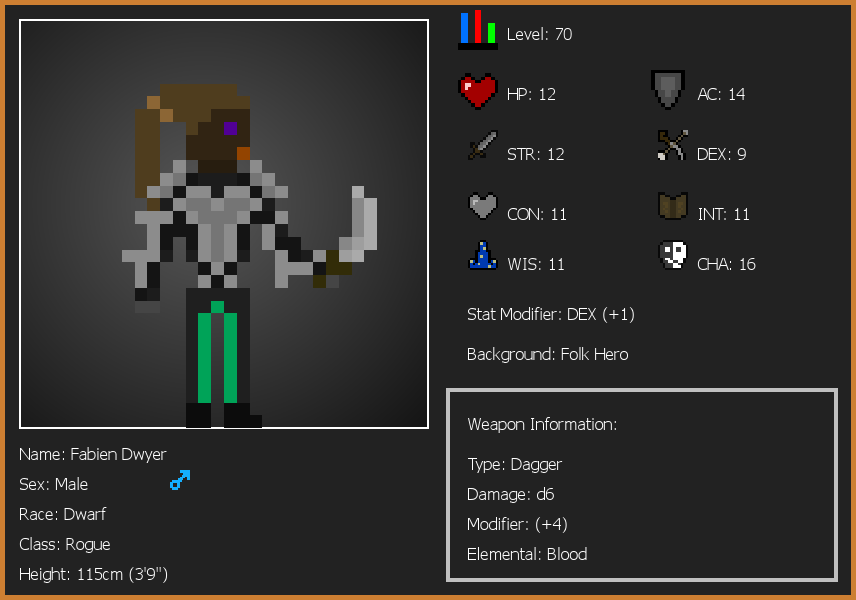 Level: 70
HP: 12
AC: 14
STR: 12
DEX: 9
CON: 11
INT: 11
WIS: 11
CHA: 16
Stat Modifier: DEX (+1)
Background: Folk Hero
Weapon Information:
Type: Dagger
Damage: d6
Modifier: (+4)
Elemental: Blood
Name: Fabien Dwyer
Sex: Male
Race: Dwarf
Class: Rogue
Height: 115cm (3'9")